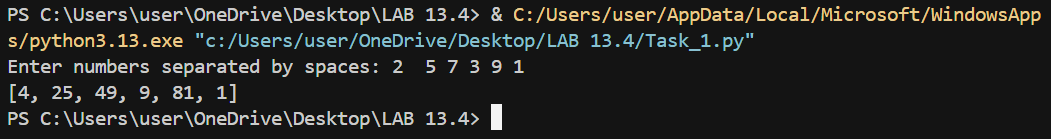 PS C:\Users\user\OneDrive\Desktop\LAB 13.4> & C:/Users/user/AppData/Local/Microsoft/WindowsApp
s/python3.13.exe "c:/Users/user/OneDrive/Desktop/LAB 13.4/Task_1.py"
Enter numbers separated by spaces: 2  5 7 3 9 1
[4, 25, 49, 9, 81, 1]
PS C:\Users\user\OneDrive\Desktop\LAB 13.4>